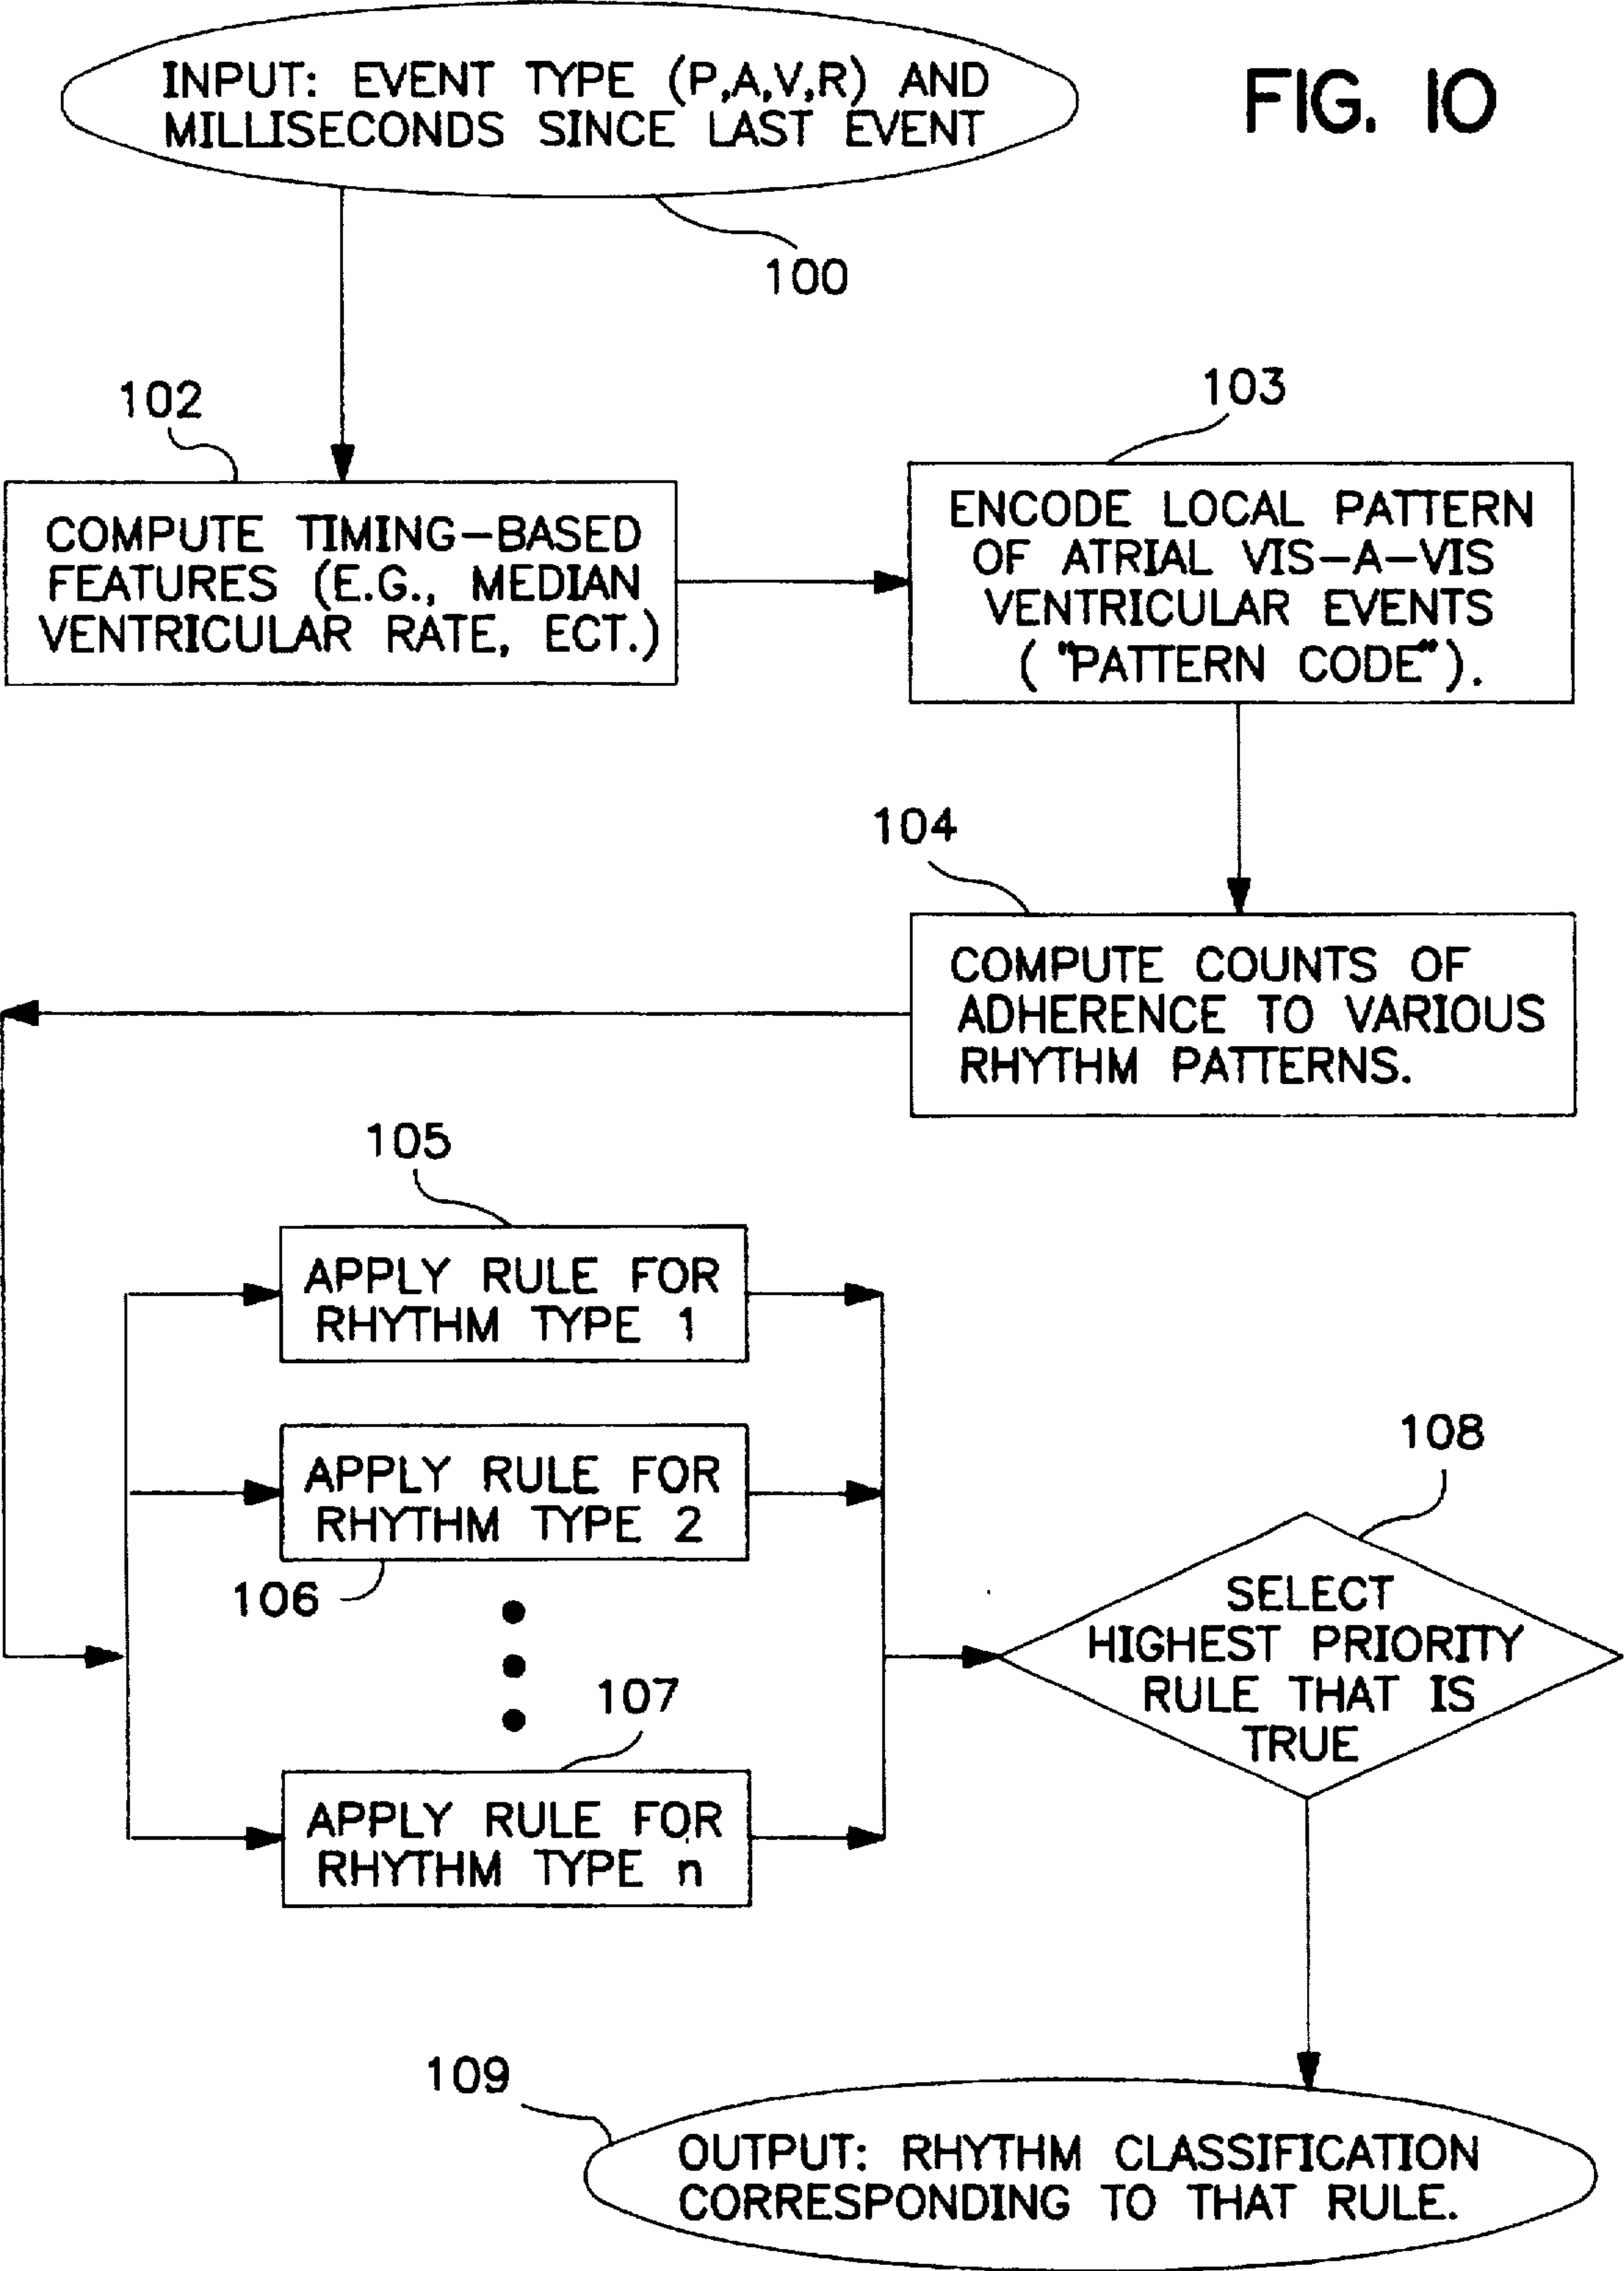 INPUT: EVENT TYPE (P,A,V,R) AND
MILLISECONDS SINCE LAST EVENT
FIG. 10
100
102
COMPUTE TIMING-BASED
FEATURES (E.G., MEDIAN
VENTRICULAR RATE, ECT.)
103
ENCODE LOCAL PATTERN
OF ATRIAL VIS-A-VIS
VENTRICULAR EVENTS
("PATTERN CODE").
104
COMPUTE COUNTS OF
ADHERENCE TO VARIOUS
RHYTHM PATTERNS.
105
APPLY RULE FOR
RHYTHM TYPE 1
APPLY RULE FOR
RHYTHM TYPE 2
106
107
APPLY RULE FOR
RHYTHM TYPE n
108
SELECT
HIGHEST PRIORITY
RULE THAT IS
TRUE
109
OUTPUT: RHYTHM CLASSIFICATION
CORRESPONDING TO THAT RULE.